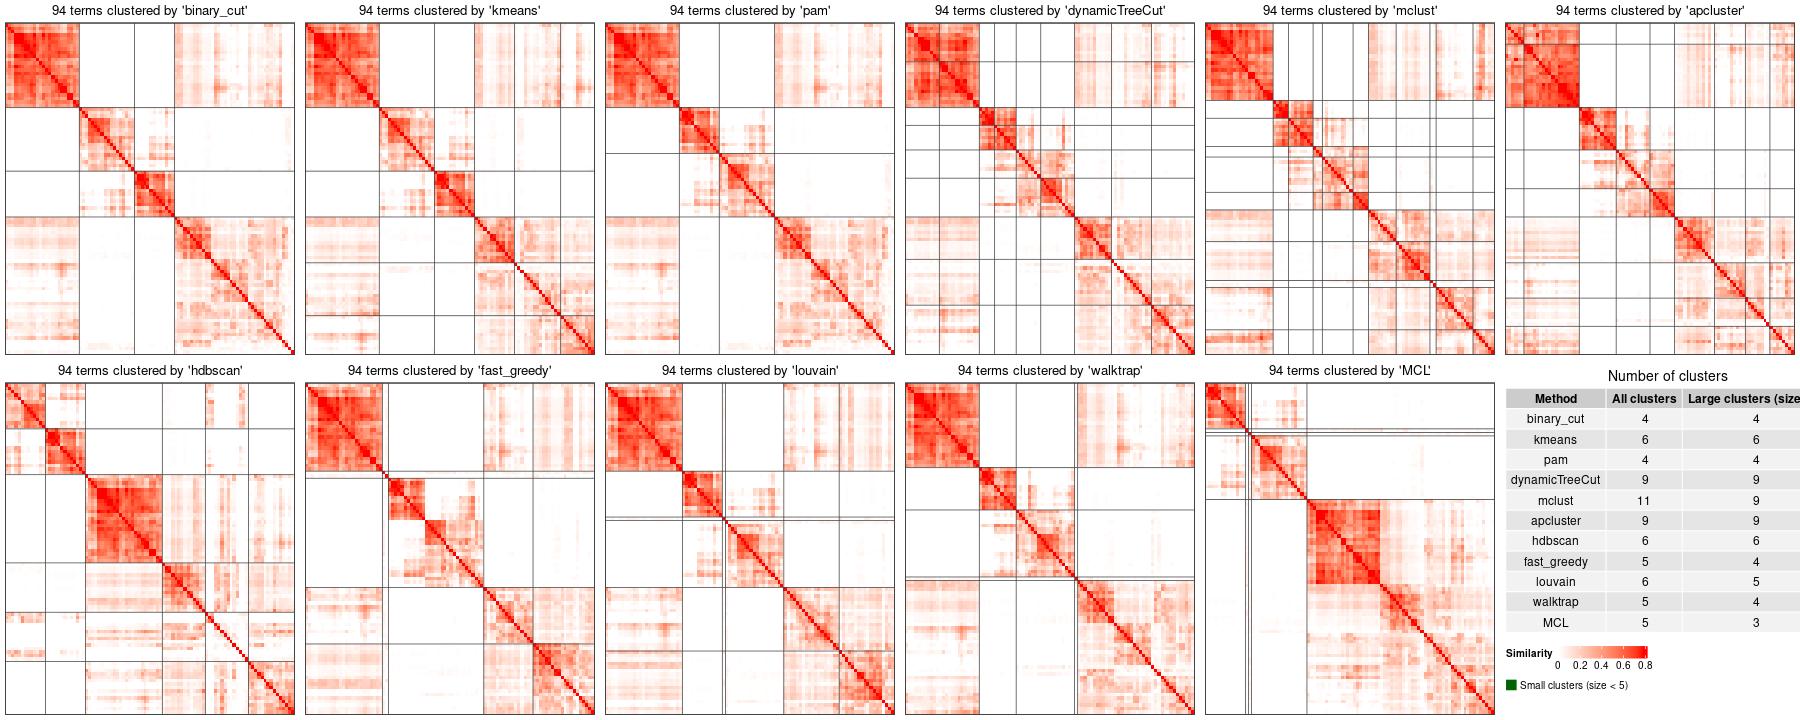 94 terms clustered by 'binary_cut'
94 terms clustered by 'kmeans'
94 terms clustered by 'pam'
94 terms clustered by 'dynamicTreeCut'
94 terms clustered by 'mclust'
94 terms clustered by 'apcluster'
94 terms clustered by 'hdbscan'
94 terms clustered by 'fast_greedy'
94 terms clustered by 'louvain'
94 terms clustered by 'walktrap'
94 terms clustered by 'MCL'
Number of clusters
Method All clusters Large clusters (size
binary_cut 4 4
kmeans 6 6
pam 4 4
dynamicTreeCut 9 9
mclust 11 9
apcluster 9 9
hdbscan 6 6
fast_greedy 5 4
louvain 6 5
walktrap 5 4
MCL 5 3
Similarity
0 0.2 0.4 0.6 0.8
Small clusters (size < 5)